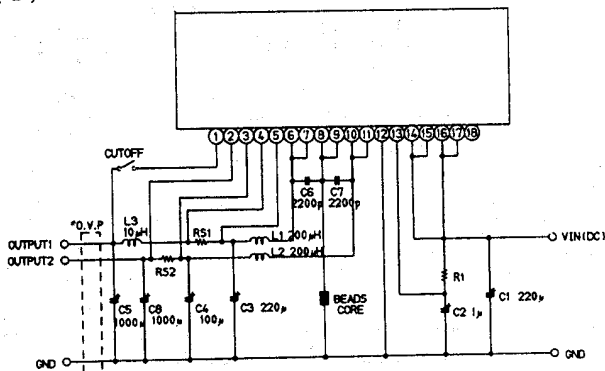 1 2 3 4 5 6 7 8 9 10 11 12 13 14 15 16 17 18
CUTOFF
C6
2200p
C7
2200p
*O.V.P
L3
10μH
OUTPUT1
RS1
L1 200μH
VIN(DC)
OUTPUT2
RS2
L2 200μH
R1
C5
1000μ
C8
1000μ
C4
100μ
C3 220μ
BEADS
CORE
C2 1μ
C1 220μ
GND
GND